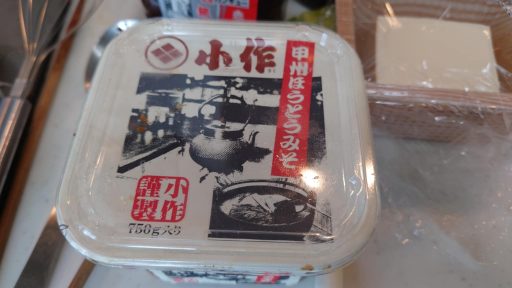 小作
甲州ほうとうみそ
小作
謹製
750g入り